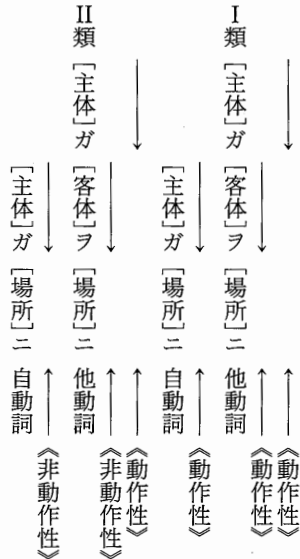 《動作性》
《動作性》
Ⅰ類 [主体]ガ [客体]ヲ [場所]ニ 他動詞
《動作性》
[主体]ガ [場所]ニ 自動詞
《動作性》
《非動作性》
Ⅱ類 [主体]ガ [客体]ヲ [場所]ニ 他動詞
《非動作性》
[主体]ガ [場所]ニ 自動詞